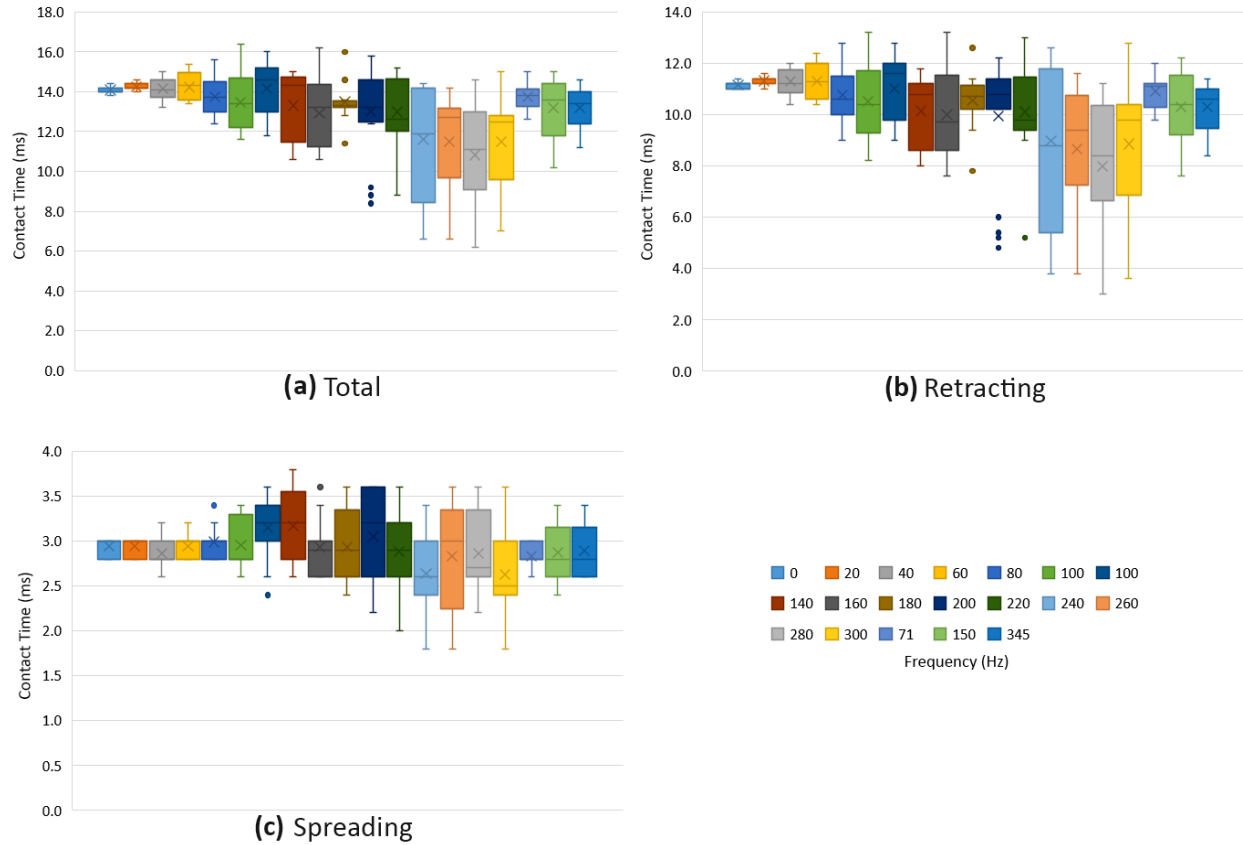 18.0
16.0
14.0
12.0
10.0
8.0
6.0
4.0
2.0
0.0
Contact Time (ms)
(a) Total
14.0
12.0
10.0
8.0
6.0
4.0
2.0
0.0
Contact Time (ms)
(b) Retracting
4.0
3.5
3.0
2.5
2.0
1.5
1.0
0.5
0.0
Contact Time (ms)
(c) Spreading
0 20 40 60 80 100 100
140 160 180 200 220 240 260
280 300 71 150 345
Frequency (Hz)